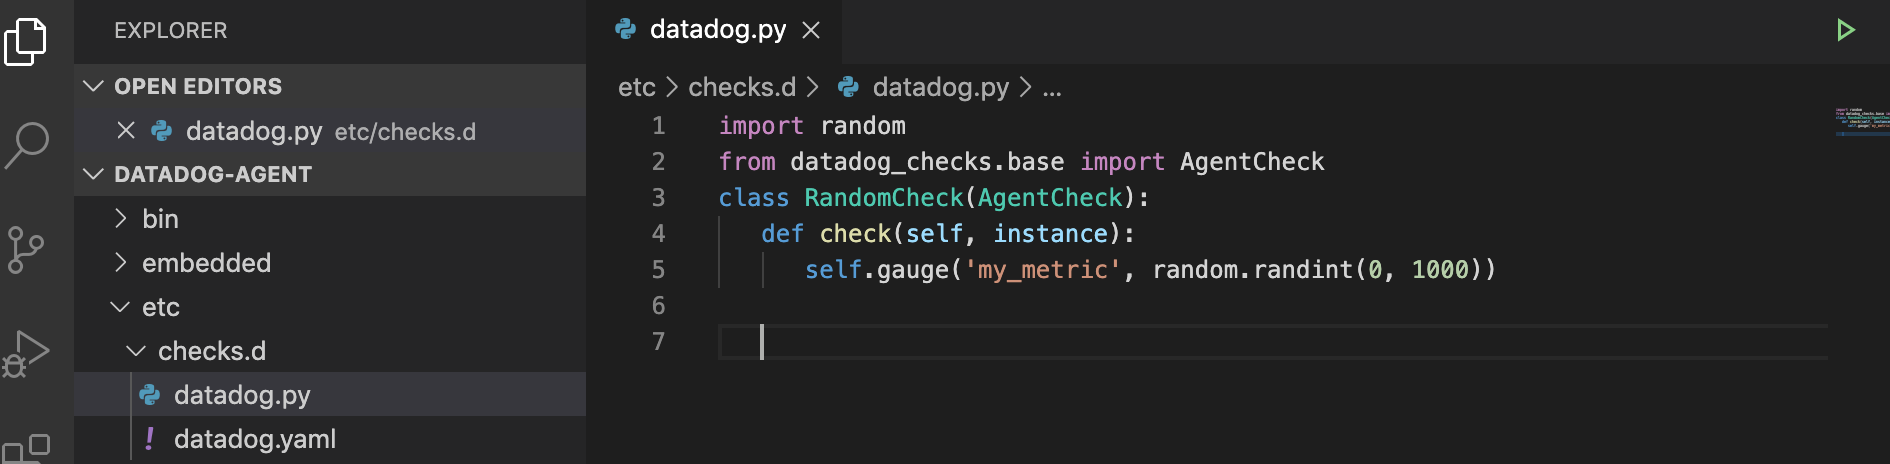 EXPLORER
OPEN EDITORS
datadog.py etc/checks.d
DATADOG-AGENT
bin
embedded
etc
checks.d
datadog.py
! datadog.yaml
datadog.py
etc > checks.d > datadog.py > ...
1 import random
2 from datadog_checks.base import AgentCheck
3 class RandomCheck(AgentCheck):
4 def check(self, instance):
5 self.gauge('my_metric', random.randint(0, 1000))
6
7